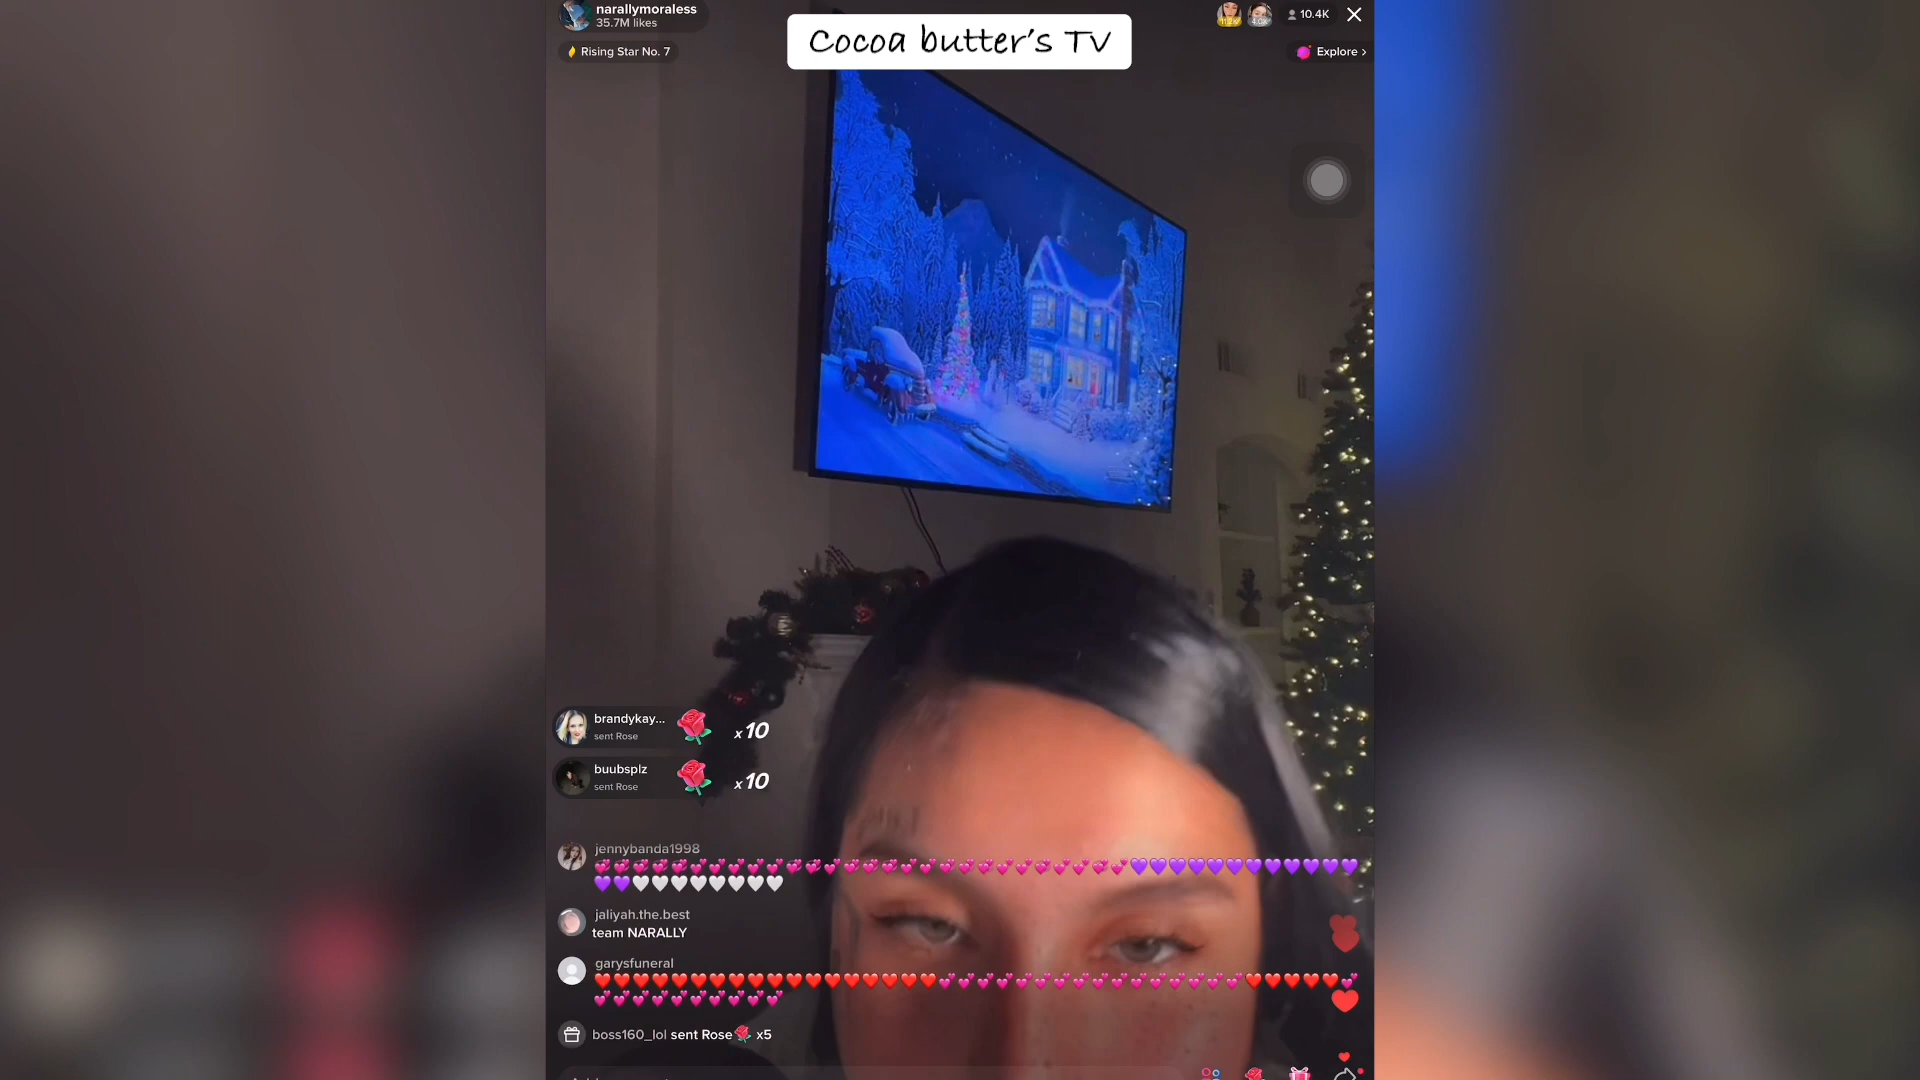 narallymoraless
35.7M likes
10.4K
Cocoa butter's TV
Rising Star No. 7
Explore >
brandykay...
sent Rose
x10
buubsplz
sent Rose
x10
jennybanda1998
jaliyah.the.best
team NARALLY
garysfuneral
boss160_lol sent Rose x5